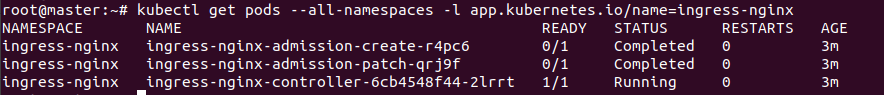 root@master:~# kubectl get pods --all-namespaces -l app.kubernetes.io/name=ingress-nginx
NAMESPACE NAME READY STATUS RESTARTS AGE
ingress-nginx ingress-nginx-admission-create-r4pc6 0/1 Completed 0 3m
ingress-nginx ingress-nginx-admission-patch-qrj9f 0/1 Completed 0 3m
ingress-nginx ingress-nginx-controller-6cb4548f44-2lrrt 1/1 Running 0 3m